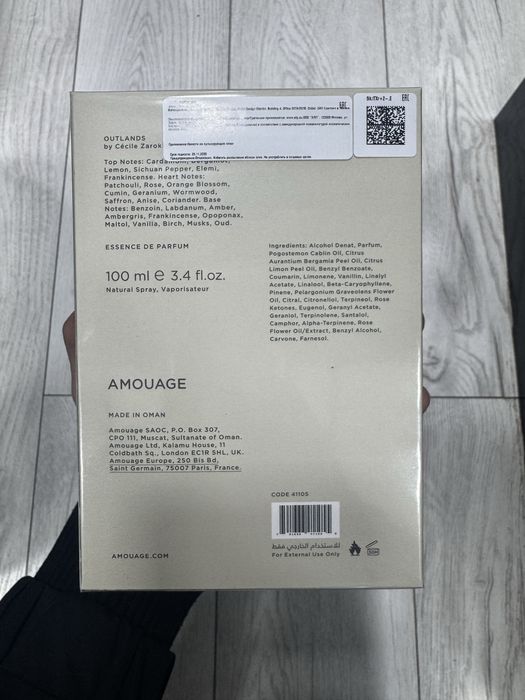 OUTLANDS
by Cécile Zarok
Top Notes: Cardamom, Bergamot,
Lemon, Sichuan Pepper, Elemi,
Frankincense. Heart Notes:
Patchouli, Rose, Orange Blossom,
Cumin, Geranium, Wormwood,
Saffron, Anise, Coriander. Base
Notes: Benzoin, Labdanum, Amber,
Ambergris, Frankincense, Opoponax,
Maltol, Vanilla, Birch, Musks, Oud.
ESSENCE DE PARFUM
100 ml e 3.4 fl.oz.
Natural Spray, Vaporisateur
EAC
EAC
Ingredients: Alcohol Denat, Parfum,
Pogostemon Cablin Oil, Citrus
Aurantium Bergamia Peel Oil, Citrus
Limon Peel Oil, Benzyl Benzoate,
Coumarin, Limonene, Vanillin, Linalyl
Acetate, Linalool, Beta-Caryophyllene,
Pinene, Pelargonium Graveolens Flower
Oil, Citral, Citronellol, Terpineol, Rose
Ketones, Eugenol, Geranyl Acetate,
Geraniol, Terpinolene, Santalol,
Camphor, Alpha-Terpinene, Rose
Flower Oil/Extract, Benzyl Alcohol,
Carvone, Farnesol.
AMOUAGE
MADE IN OMAN
Amouage SAOC, P.O. Box 307,
CPO 111, Muscat, Sultanate of Oman.
Amouage Ltd, Kalamu House, 11
Coldbath Sq., London EC1R 5HL, UK.
Amouage Europe, 250 Bis Bd,
Saint Germain, 75007 Paris, France.
CODE 41105
للاستخدام الخارجي فقط
For External Use Only
AMOUAGE.COM